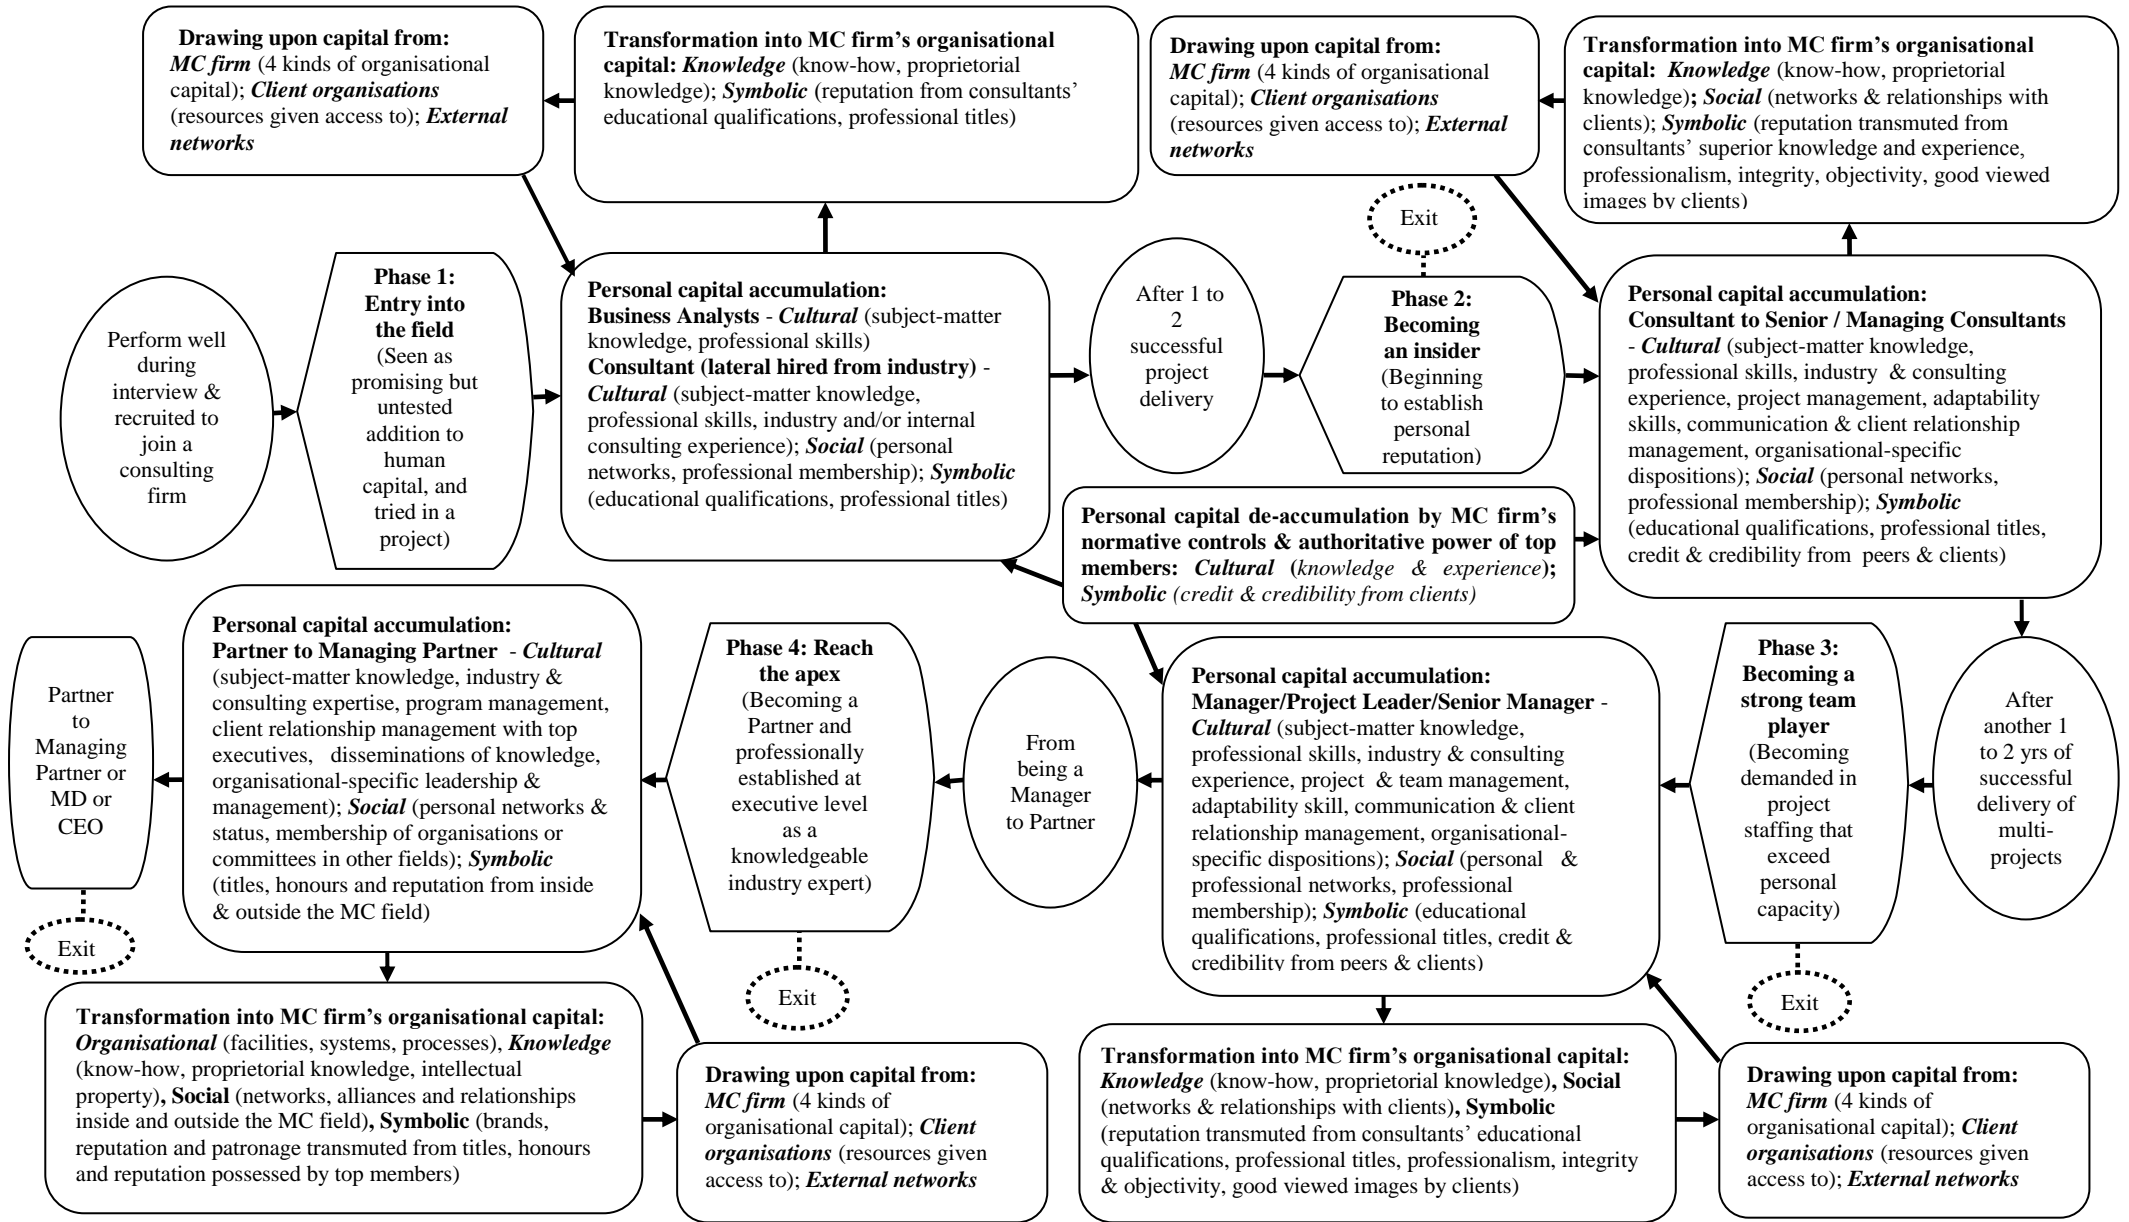 Drawing upon capital from:
MC firm (4 kinds of organisational
capital); Client organisations
(resources given access to); External
networks
Transformation into MC firm's organisational
capital: Knowledge (know-how, proprietorial
knowledge); Symbolic (reputation from consultants'
educational qualifications, professional titles)
Drawing upon capital from:
MC firm (4 kinds of organisational
capital); Client organisations
(resources given access to); External
networks
Transformation into MC firm's organisational
capital: Knowledge (know-how, proprietorial
knowledge); Social (networks & relationships with
clients); Symbolic (reputation transmuted from
consultants' superior knowledge and experience,
professionalism, integrity, objectivity, good viewed
images by clients)
Exit
Perform well
during
interview &
recruited to
join a
consulting
firm
Phase 1:
Entry into
the field
(Seen as
promising but
untested
addition to
human
capital, and
tried in a
project)
Personal capital accumulation:
Business Analysts - Cultural (subject-matter
knowledge, professional skills)
Consultant (lateral hired from industry) -
Cultural (subject-matter knowledge,
professional skills, industry and/or internal
consulting experience); Social (personal
networks, professional membership); Symbolic
(educational qualifications, professional titles)
After 1 to
2
successful
project
delivery
Phase 2:
Becoming
an insider
(Beginning
to establish
personal
reputation)
Personal capital accumulation:
Consultant to Senior / Managing Consultants
- Cultural (subject-matter knowledge,
professional skills, industry & consulting
experience, project management, adaptability
skills, communication & client relationship
management, organisational-specific
dispositions); Social (personal networks,
professional membership); Symbolic
(educational qualifications, professional titles,
credit & credibility from peers & clients)
Personal capital de-accumulation by MC firm's
normative controls & authoritative power of top
members: Cultural (knowledge & experience);
Symbolic (credit & credibility from clients)
Partner
to
Managing
Partner or
MD or
CEO
Exit
Personal capital accumulation:
Partner to Managing Partner - Cultural
(subject-matter knowledge, industry &
consulting expertise, program management,
client relationship management with top
executives, disseminations of knowledge,
organisational-specific leadership &
management); Social (personal networks &
status, membership of organisations or
committees in other fields); Symbolic
(titles, honours and reputation from inside
& outside the MC field)
Phase 4: Reach
the apex
(Becoming a
Partner and
professionally
established at
executive level
as a
knowledgeable
industry expert)
Exit
From
being a
Manager
to Partner
Personal capital accumulation:
Manager/Project Leader/Senior Manager -
Cultural (subject-matter knowledge,
professional skills, industry & consulting
experience, project & team management,
adaptability skill, communication & client
relationship management, organisational-
specific dispositions); Social (personal &
professional networks, professional
membership); Symbolic (educational
qualifications, professional titles, credit &
credibility from peers & clients)
Phase 3:
Becoming a
strong team
player
(Becoming
demanded in
project
staffing that
exceed
personal
capacity)
Exit
After
another 1
to 2 yrs of
successful
delivery of
multi-
projects
Transformation into MC firm's organisational capital:
Organisational (facilities, systems, processes), Knowledge
(know-how, proprietorial knowledge, intellectual
property), Social (networks, alliances and relationships
inside and outside the MC field), Symbolic (brands,
reputation and patronage transmuted from titles, honours
and reputation possessed by top members)
Drawing upon capital from:
MC firm (4 kinds of
organisational capital); Client
organisations (resources given
access to); External networks
Transformation into MC firm's organisational capital:
Knowledge (know-how, proprietorial knowledge), Social
(networks & relationships with clients), Symbolic
(reputation transmuted from consultants' educational
qualifications, professional titles, professionalism, integrity
& objectivity, good viewed images by clients)
Drawing upon capital from:
MC firm (4 kinds of
organisational capital); Client
organisations (resources given
access to); External networks